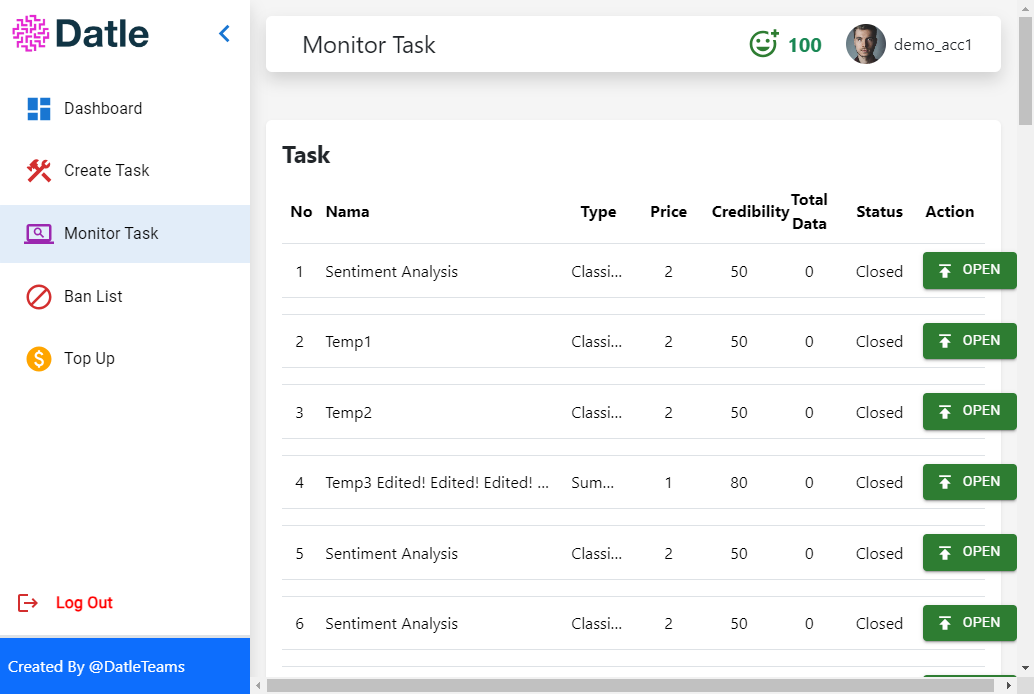 Datle
Monitor Task
100
demo_acc1
Dashboard
Create Task
Monitor Task
Ban List
Top Up
Log Out
Created By @DatleTeams
Task
No Nama Type Price Credibility Total Data Status Action
1 Sentiment Analysis Classi... 2 50 0 Closed OPEN
2 Temp1 Classi... 2 50 0 Closed OPEN
3 Temp2 Classi... 2 50 0 Closed OPEN
4 Temp3 Edited! Edited! Edited! ... Sum... 1 80 0 Closed OPEN
5 Sentiment Analysis Classi... 2 50 0 Closed OPEN
6 Sentiment Analysis Classi... 2 50 0 Closed OPEN